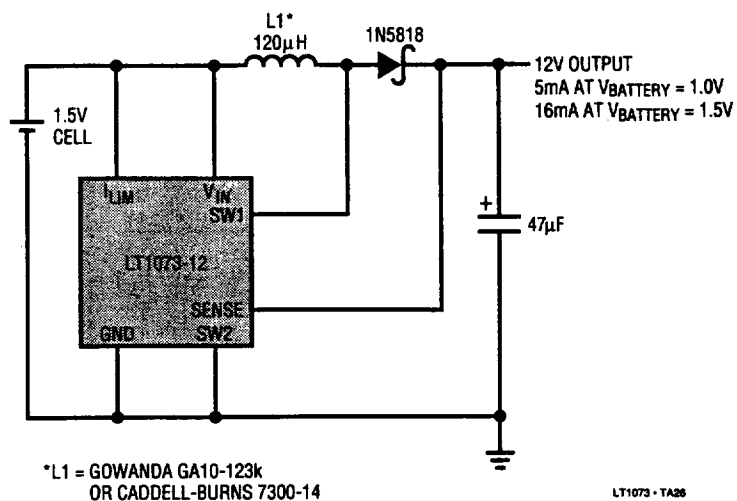 L1*
120μH
1N5818
12V OUTPUT
5mA AT VBATTERY = 1.0V
16mA AT VBATTERY = 1.5V
1.5V
CELL
ILIM
VIN
SW1
LT1073-12
SENSE
GND
SW2
+
47μF
*L1 = GOWANDA GA10-123k
OR CADDELL-BURNS 7300-14
LT1073 • TA26